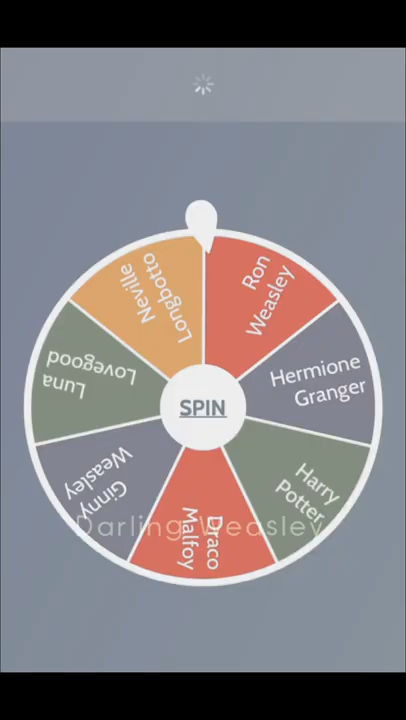 Ron
Weasley
Hermione
Granger
Harry
Potter
Draco
Malfoy
Ginny
Weasley
Luna
Lovegood
Neville
Longbotto
SPIN
Darling Weasley